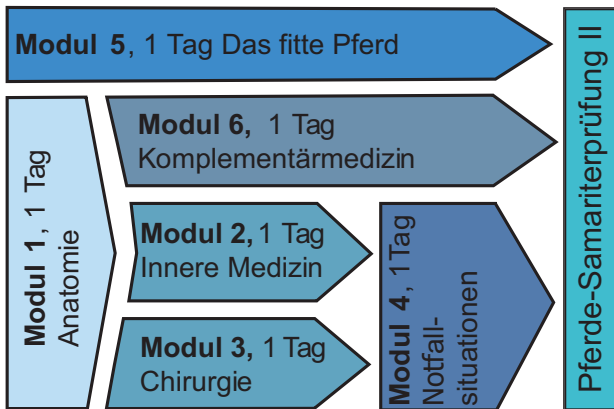 Modul 5, 1 Tag Das fitte Pferd
Modul 6, 1 Tag
Komplementärmedizin
Modul 1, 1 Tag
Anatomie
Modul 2, 1 Tag
Innere Medizin
Modul 3, 1 Tag
Chirurgie
Modul 4, 1Tag
Notfall-
situationen
Pferde-Samariterprüfung II